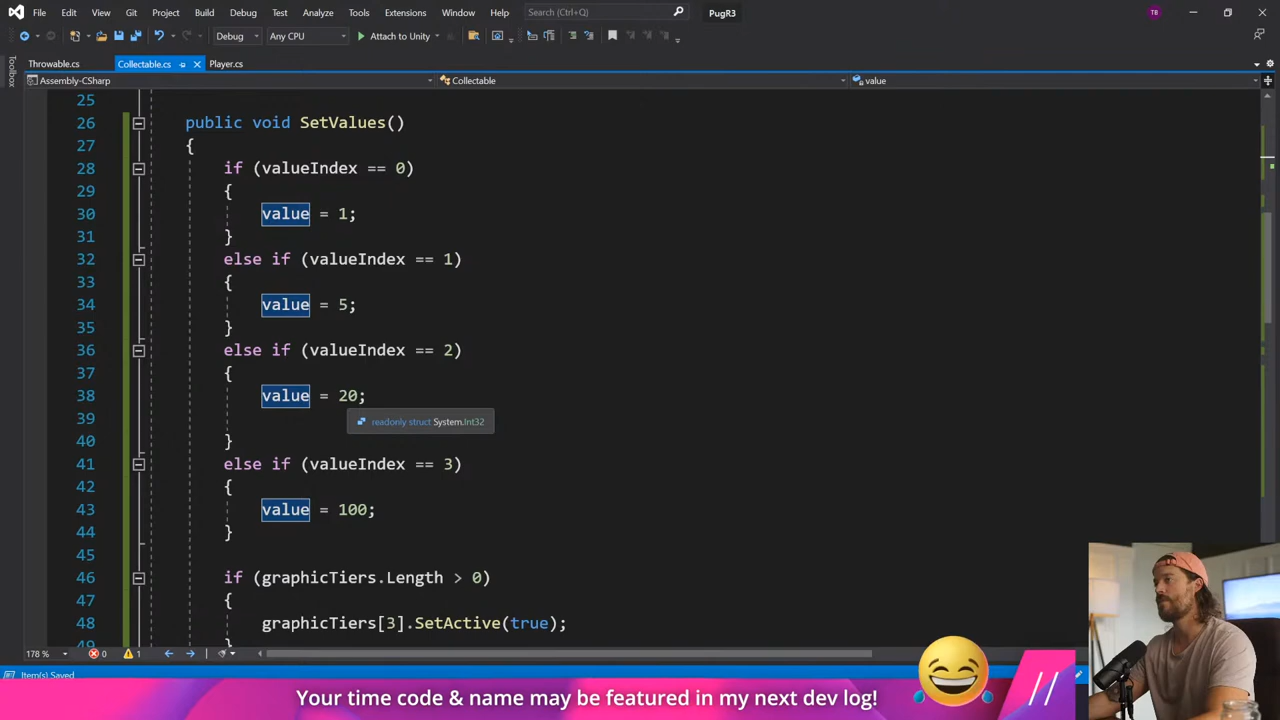 File Edit View Git Project Build Debug Test Analyze Tools Extensions Window Help Search (Ctrl+Q) PugR3 TB
Debug Any CPU Attach to Unity
Toolbox
Throwable.cs Collectable.cs Player.cs
Assembly-CSharp Collectable value
25
26 public void SetValues()
27 {
28 if (valueIndex == 0)
29 {
30 value = 1;
31 }
32 else if (valueIndex == 1)
33 {
34 value = 5;
35 }
36 else if (valueIndex == 2)
37 {
38 value = 20;
39 readonly struct System.Int32
40 }
41 else if (valueIndex == 3)
42 {
43 value = 100;
44 }
45
46 if (graphicTiers.Length > 0)
47 {
48 graphicTiers[3].SetActive(true);
49 }
178 % 0 1
Item(s) Saved
Your time code & name may be featured in my next dev log! //